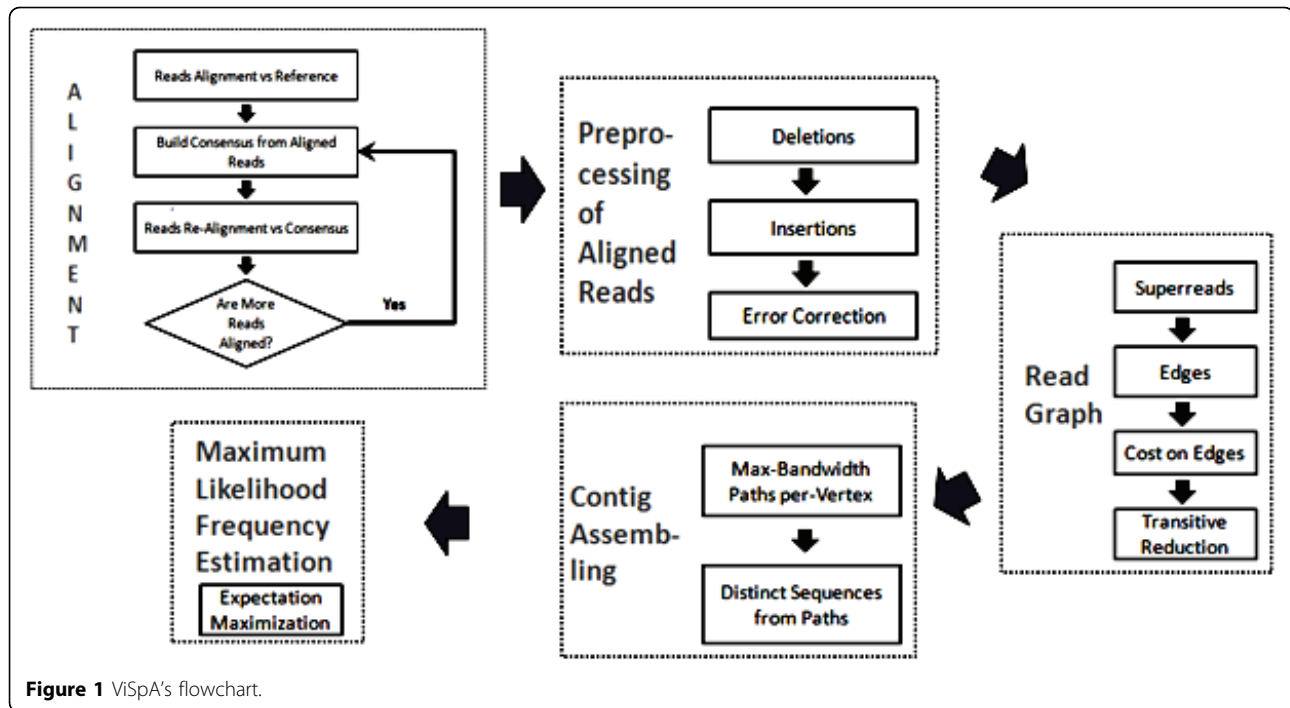 A
L
I
G
N
M
E
N
T
Reads Alignment vs Reference
Build Consensus from Aligned
Reads
Reads Re-Alignment vs Consensus
Are More
Reads
Aligned?
Yes
Prepro-
cessing
of
Aligned
Reads
Deletions
Insertions
Error Correction
Read
Graph
Superreads
Edges
Cost on Edges
Transitive
Reduction
Contig
Assemb-
ling
Max-Bandwidth
Paths per-Vertex
Distinct Sequences
from Paths
Maximum
Likelihood
Frequency
Estimation
Expectation
Maximization
Figure 1 ViSpA's flowchart.